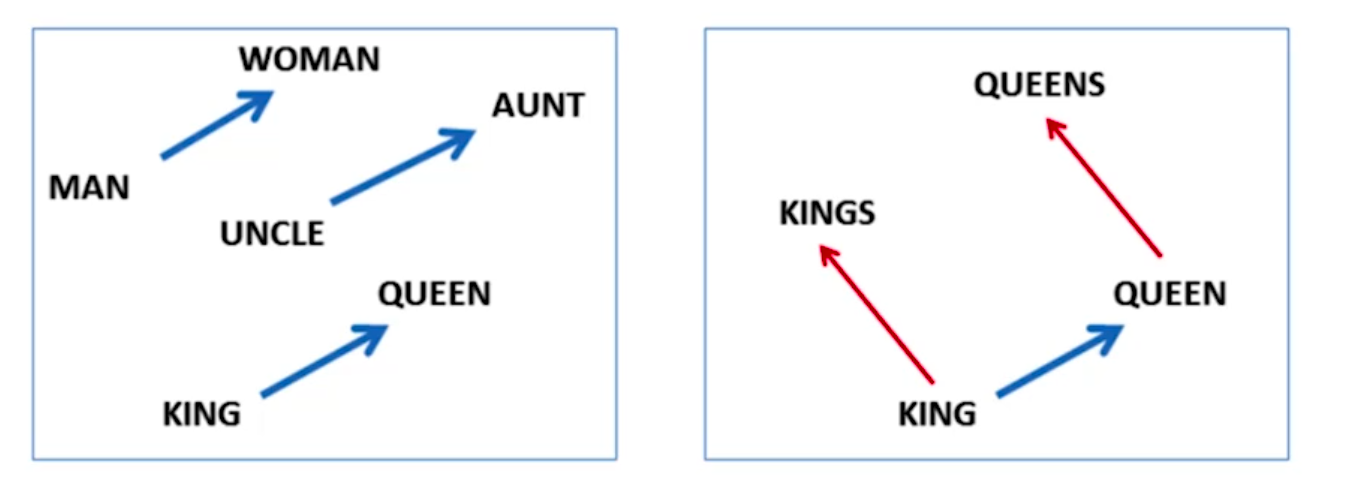 WOMAN
AUNT
MAN
UNCLE
QUEEN
KING
QUEENS
KINGS
QUEEN
KING